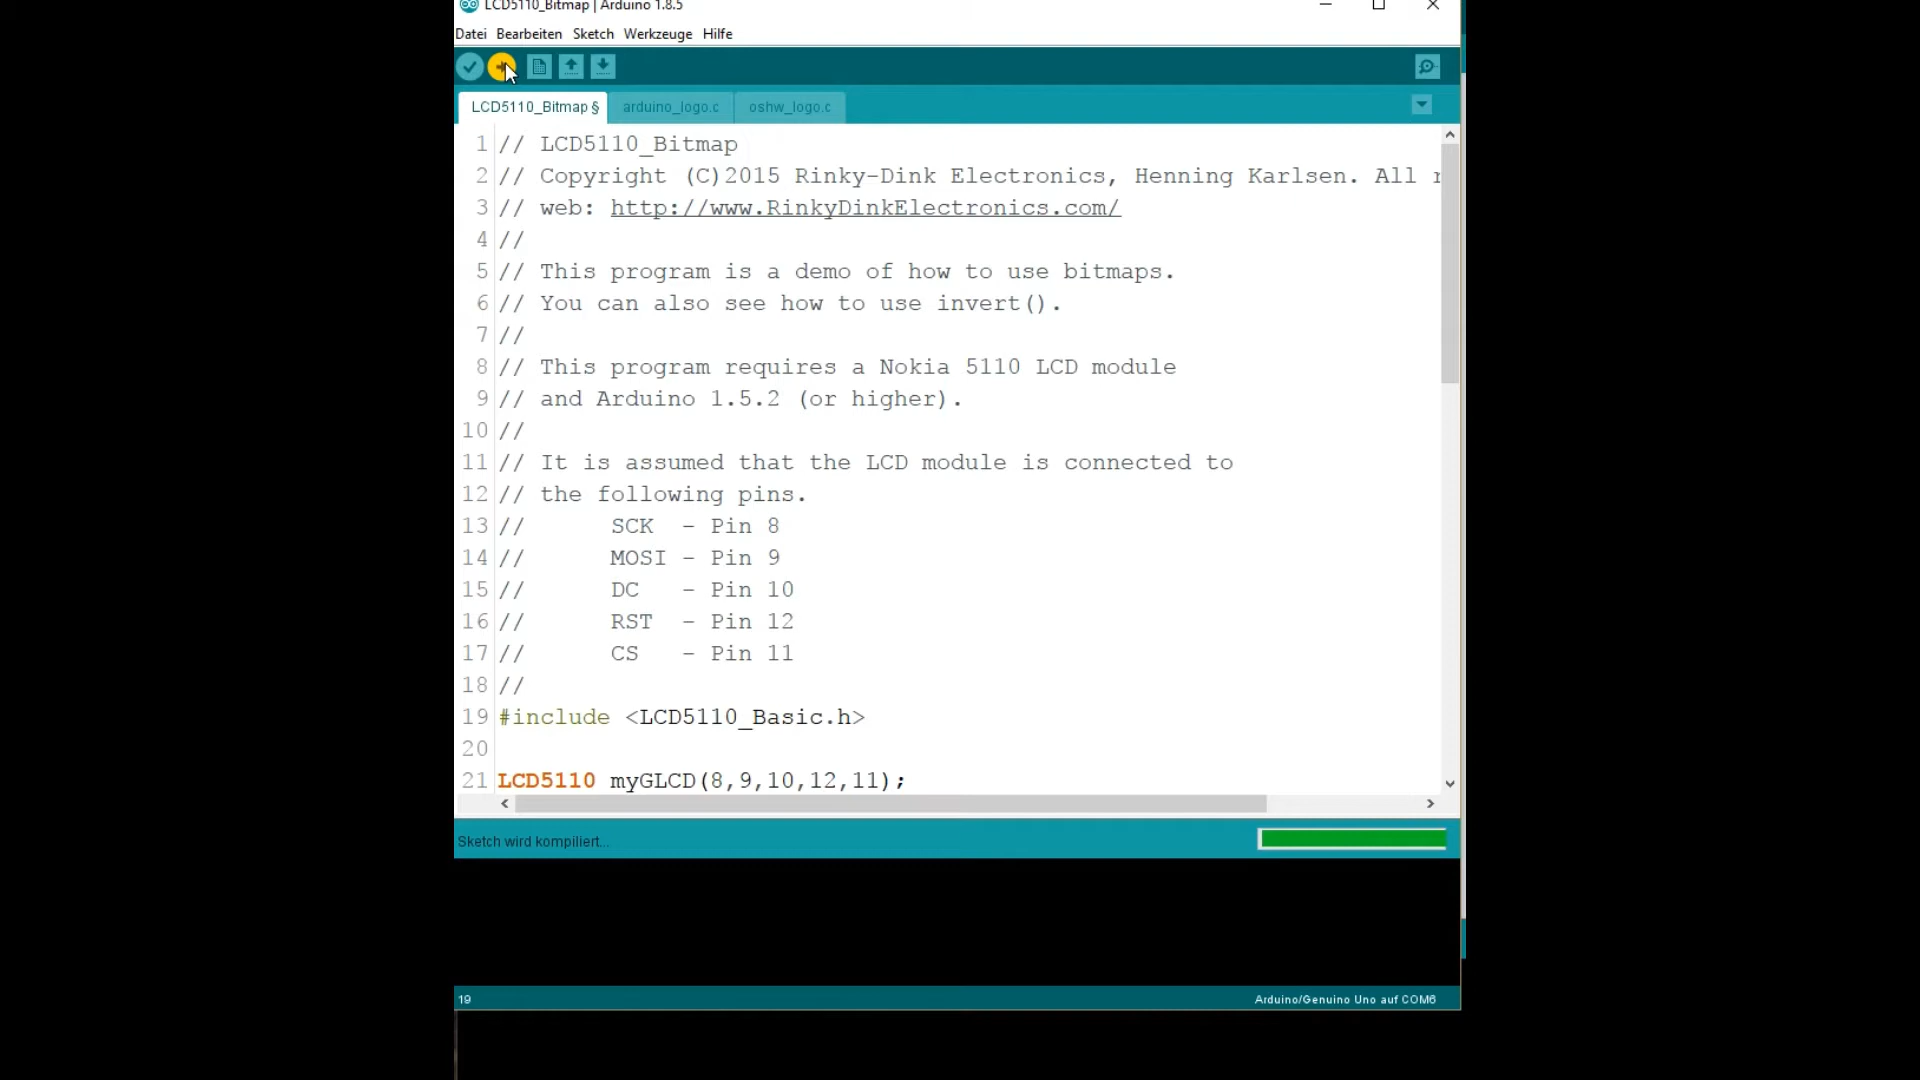 LCD5110_Bitmap | Arduino 1.8.5
Datei Bearbeiten Sketch Werkzeuge Hilfe
LCD5110_Bitmap § arduino_logo.c oshw_logo.c
1 // LCD5110_Bitmap
2 // Copyright (C)2015 Rinky-Dink Electronics, Henning Karlsen. All r
3 // web: http://www.RinkyDinkElectronics.com/
4 //
5 // This program is a demo of how to use bitmaps.
6 // You can also see how to use invert().
7 //
8 // This program requires a Nokia 5110 LCD module
9 // and Arduino 1.5.2 (or higher).
10 //
11 // It is assumed that the LCD module is connected to
12 // the following pins.
13 // SCK - Pin 8
14 // MOSI - Pin 9
15 // DC - Pin 10
16 // RST - Pin 12
17 // CS - Pin 11
18 //
19 #include <LCD5110_Basic.h>
20
21 LCD5110 myGLCD(8,9,10,12,11);
Sketch wird kompiliert...
19 Arduino/Genuino Uno auf COM6